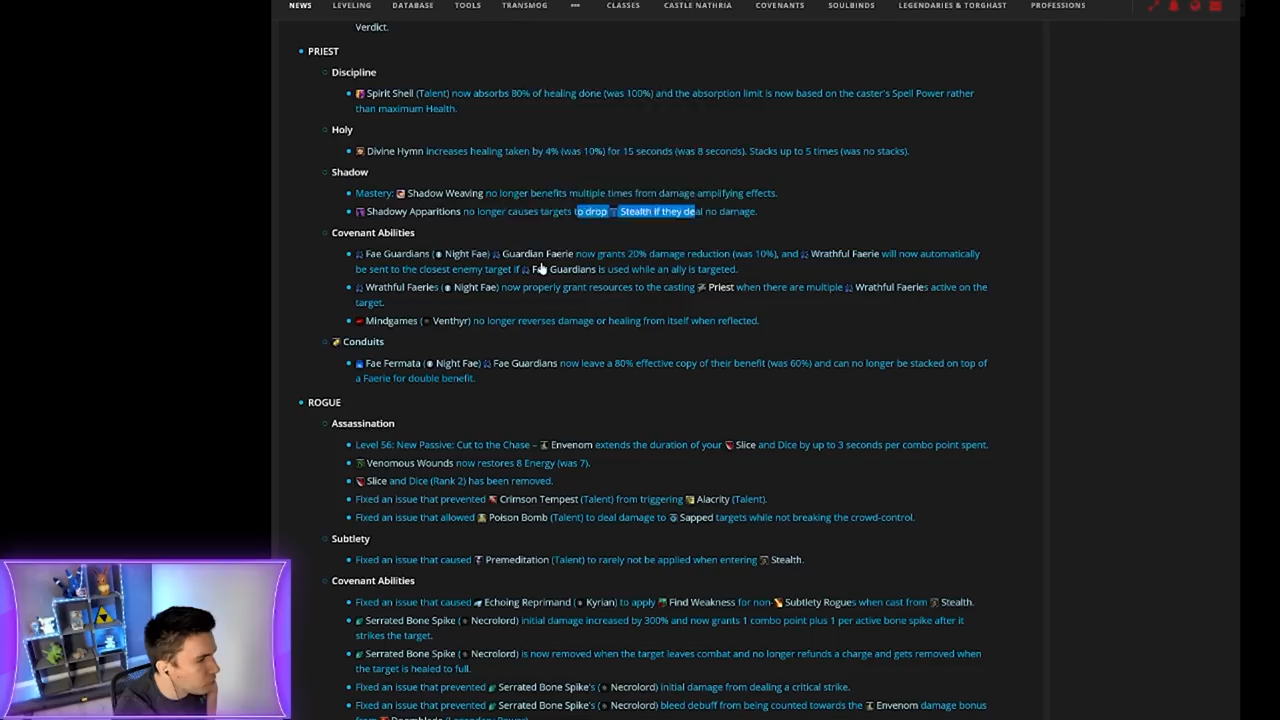 NEWS LEVELING DATABASE TOOLS TRANSMOG ••• CLASSES CASTLE NATHRIA COVENANTS SOULBINDS LEGENDARIES & TORGHAST PROFESSIONS
Verdict.
PRIEST
Discipline
Spirit Shell (Talent) now absorbs 80% of healing done (was 100%) and the absorption limit is now based on the caster's Spell Power rather
than maximum Health.
Holy
Divine Hymn increases healing taken by 4% (was 10%) for 15 seconds (was 8 seconds). Stacks up to 5 times (was no stacks).
Shadow
Mastery: Shadow Weaving no longer benefits multiple times from damage amplifying effects.
Shadowy Apparitions no longer causes targets to drop Stealth if they deal no damage.
Covenant Abilities
Fae Guardians (Night Fae) Guardian Faerie now grants 20% damage reduction (was 10%), and Wrathful Faerie will now automatically
be sent to the closest enemy target if Guardians is used while an ally is targeted.
Wrathful Faeries (Night Fae) now properly grant resources to the casting Priest when there are multiple Wrathful Faeries active on the
target.
Mindgames (Venthyr) no longer reverses damage or healing from itself when reflected.
Conduits
Fae Fermata (Night Fae) Fae Guardians now leave a 80% effective copy of their benefit (was 60%) and can no longer be stacked on top of
a Faerie for double benefit.
ROGUE
Assassination
Level 56: New Passive: Cut to the Chase – Envenom extends the duration of your Slice and Dice by up to 3 seconds per combo point spent.
Venomous Wounds now restores 8 Energy (was 7).
Slice and Dice (Rank 2) has been removed.
Fixed an issue that prevented Crimson Tempest (Talent) from triggering Alacrity (Talent).
Fixed an issue that allowed Poison Bomb (Talent) to deal damage to Sapped targets while not breaking the crowd-control.
Subtlety
Fixed an issue that caused Premeditation (Talent) to rarely not be applied when entering Stealth.
Covenant Abilities
Fixed an issue that caused Echoing Reprimand (Kyrian) to apply Find Weakness for non-Subtlety Rogues when cast from Stealth.
Serrated Bone Spike (Necrolord) initial damage increased by 300% and now grants 1 combo point plus 1 per active bone spike after it
strikes the target.
Serrated Bone Spike (Necrolord) is now removed when the target leaves combat and no longer refunds a charge and gets removed when
the target is healed to full.
Fixed an issue that prevented Serrated Bone Spike's (Necrolord) initial damage from dealing a critical strike.
Fixed an issue that prevented Serrated Bone Spike's (Necrolord) bleed debuff from being counted towards the Envenom damage bonus
from Doomblade (Legendary Power).